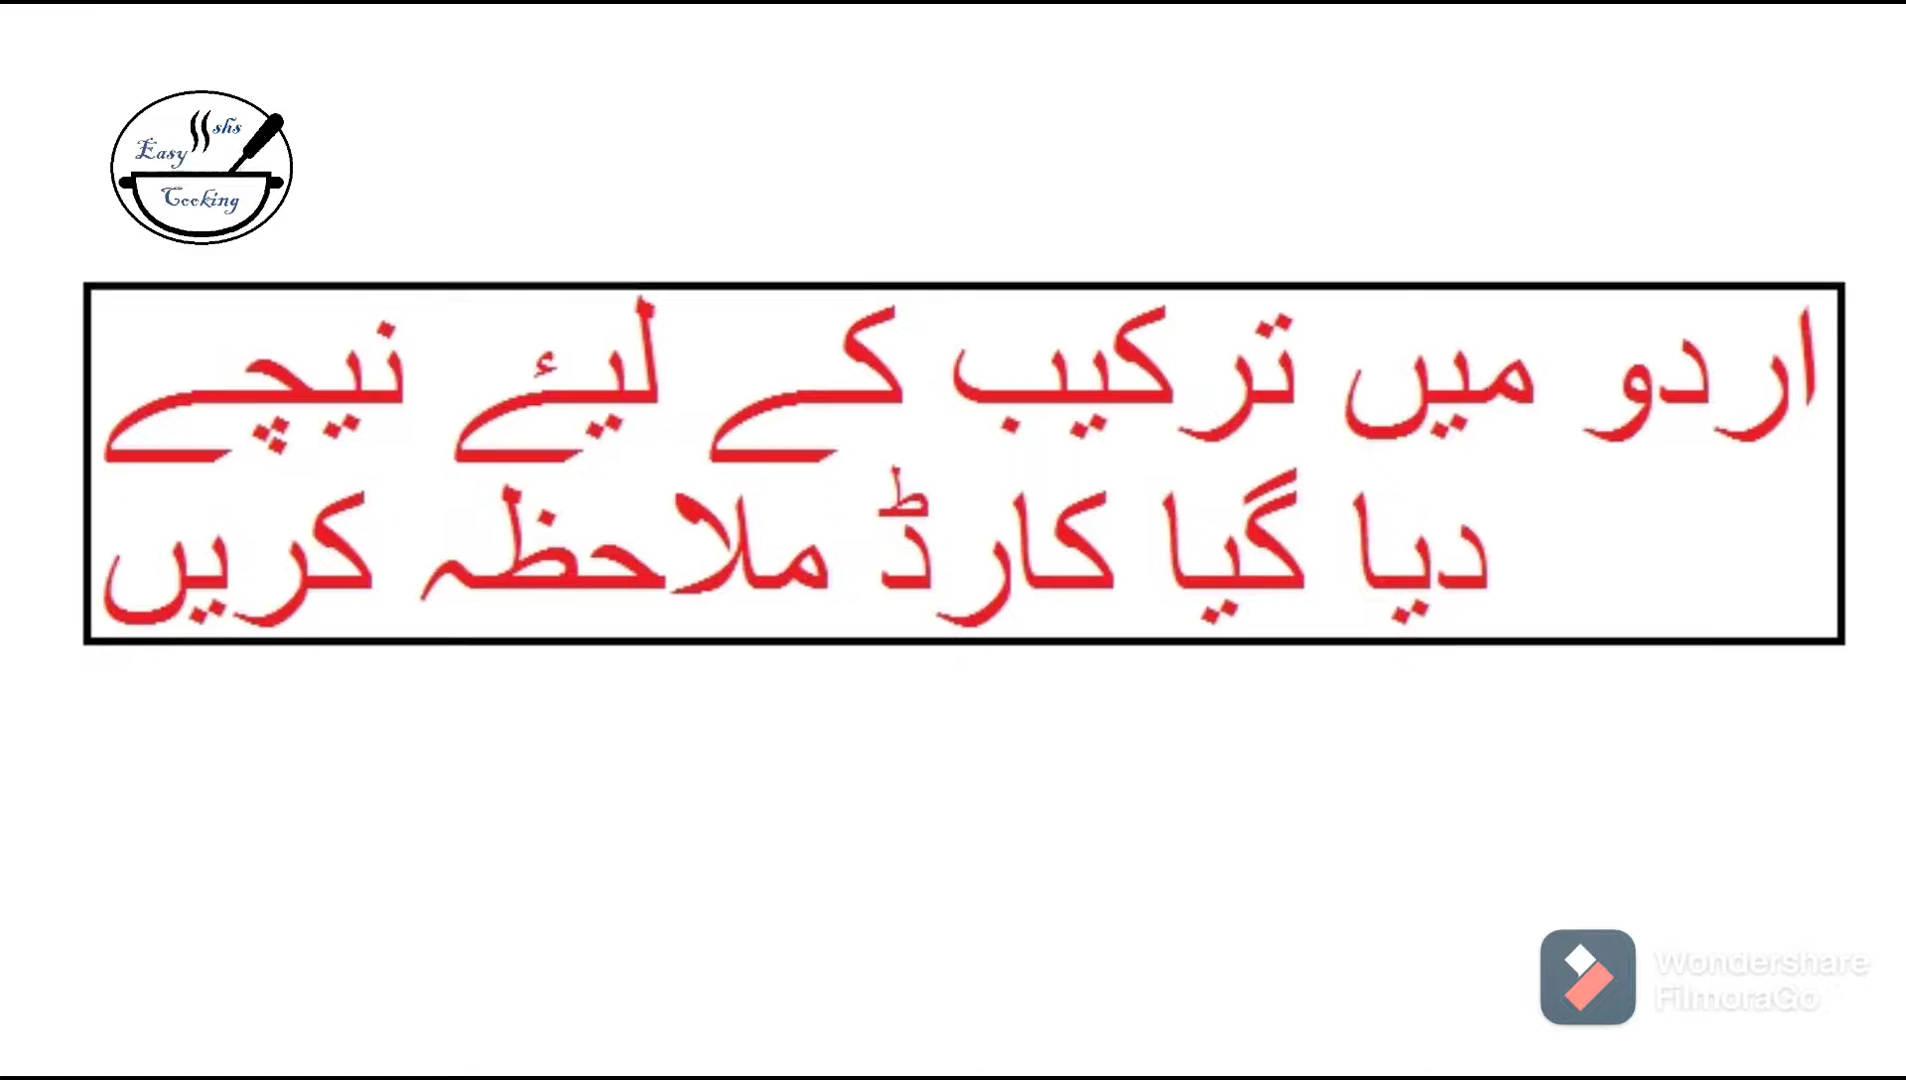 shs
Easy
Cooking
اردو میں ترکیب کے لیئے نیچے
دیا گیا کارڈ ملاحظہ کریں
Wondershare
FilmoraGo